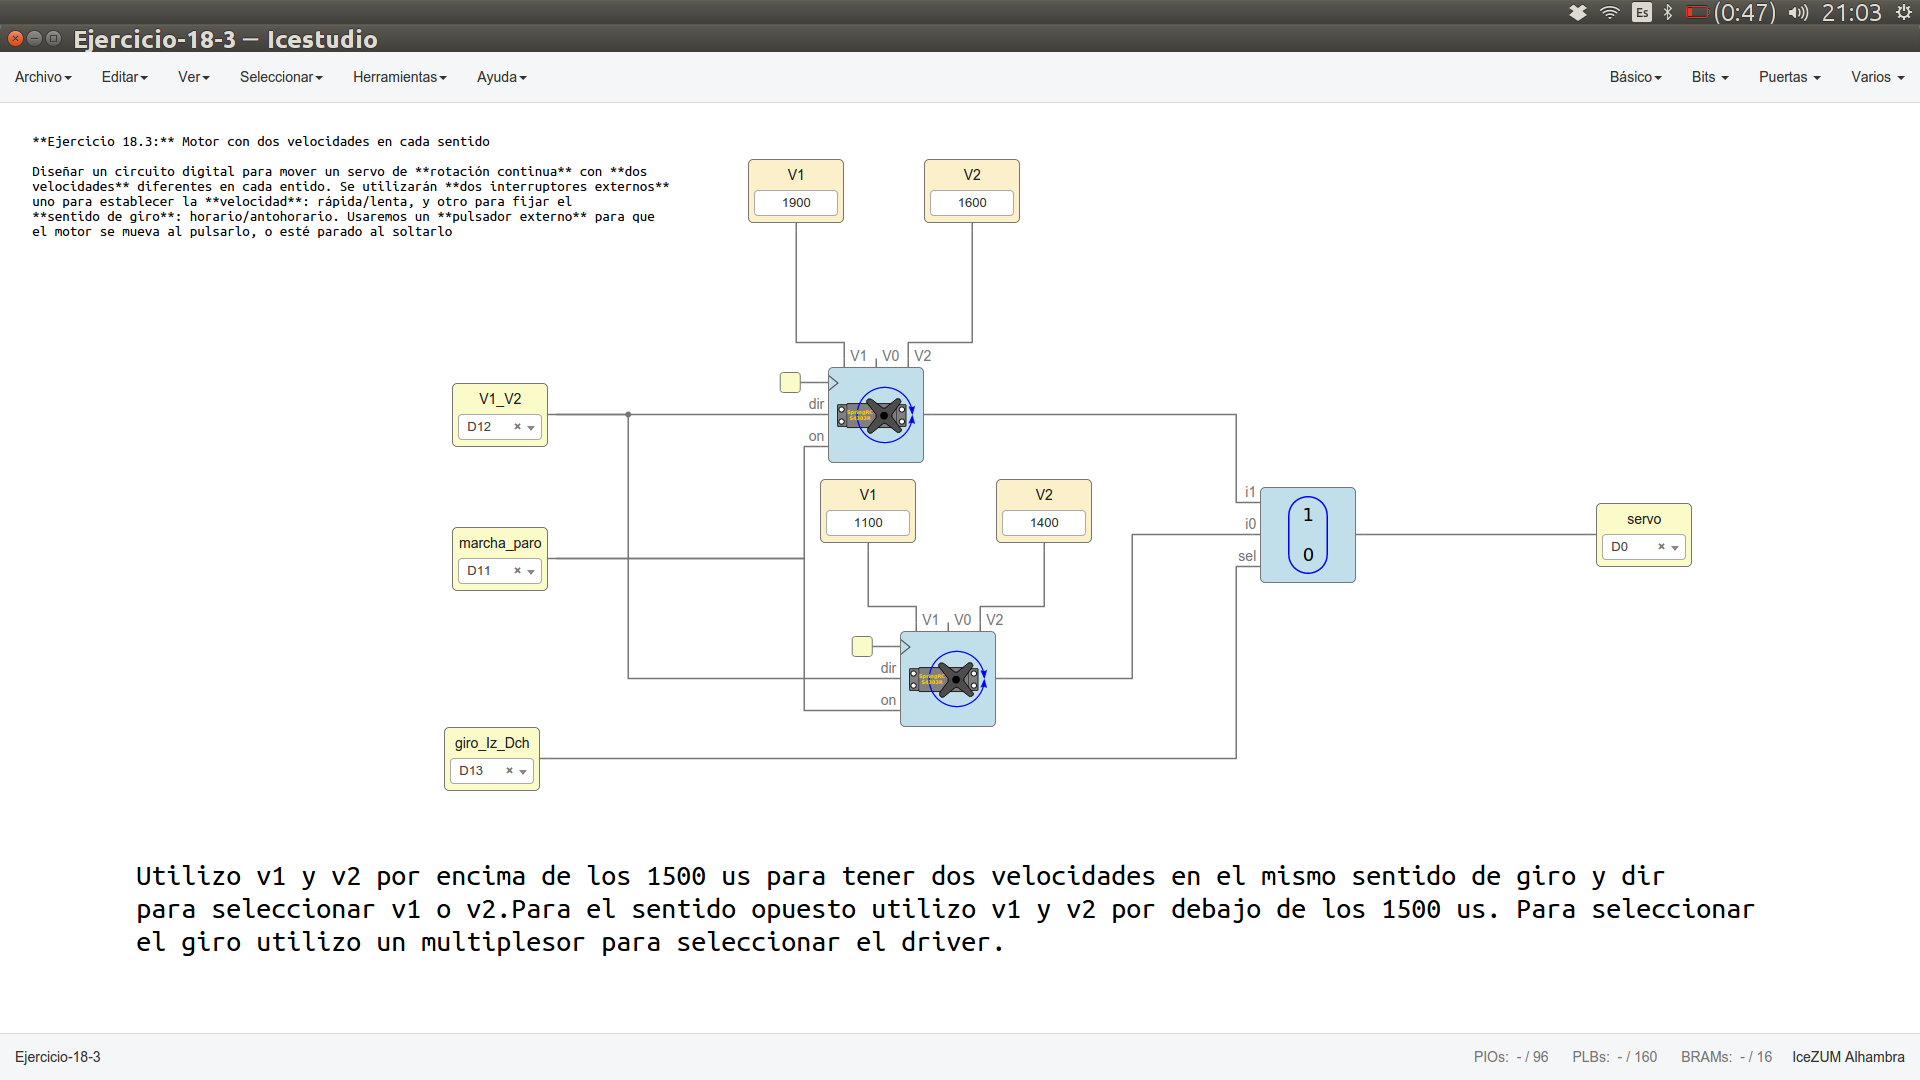 Es (0:47) 21:03
Ejercicio-18-3 — Icestudio
Archivo Editar Ver Seleccionar Herramientas Ayuda Básico Bits Puertas Varios
**Ejercicio 18.3:** Motor con dos velocidades en cada sentido
Diseñar un circuito digital para mover un servo de **rotación continua** con **dos
velocidades** diferentes en cada entido. Se utilizarán **dos interruptores externos**
uno para establecer la **velocidad**: rápida/lenta, y otro para fijar el
**sentido de giro**: horario/antohorario. Usaremos un **pulsador externo** para que
el motor se mueva al pulsarlo, o esté parado al soltarlo
V1 V2
1900 1600
V1 V0 V2
V1_V2
D12
dir
on
SpringRC
SM4303R
V1 V2
1100 1400
i1
i0
sel
1
0
servo
D0
marcha_paro
D11
V1 V0 V2
dir
on
giro_Iz_Dch
D13
Utilizo v1 y v2 por encima de los 1500 us para tener dos velocidades en el mismo sentido de giro y dir
para seleccionar v1 o v2.Para el sentido opuesto utilizo v1 y v2 por debajo de los 1500 us. Para seleccionar
el giro utilizo un multiplesor para seleccionar el driver.
Ejercicio-18-3 PIOs: - / 96 PLBs: - / 160 BRAMs: - / 16 IceZUM Alhambra